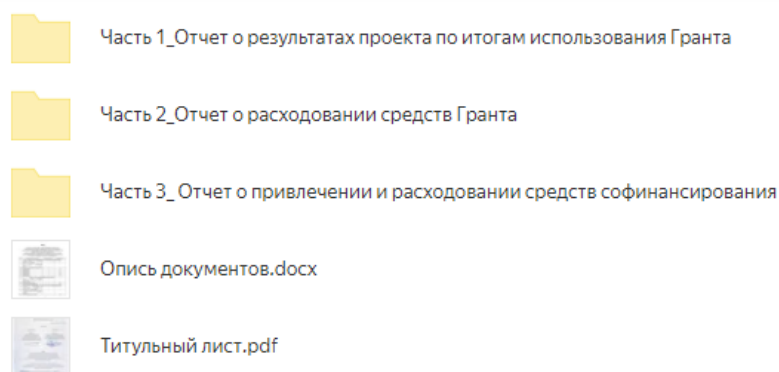 Часть 1_Отчет о результатах проекта по итогам использования Гранта
Часть 2_Отчет о расходовании средств Гранта
Часть 3_ Отчет о привлечении и расходовании средств софинансирования
Опись документов.docx
Титульный лист.pdf